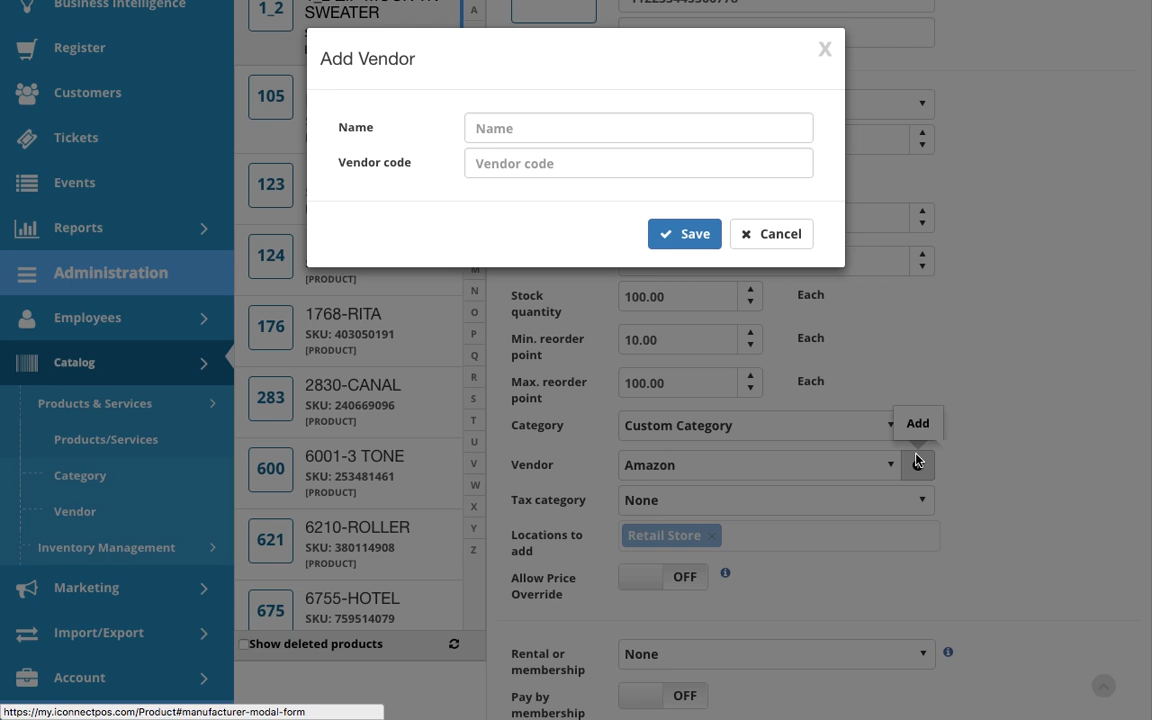 Business Intelligence
Register
Customers
Tickets
Events
Reports
Administration
Employees
Catalog
Products & Services
Products/Services
Category
Vendor
Inventory Management
Marketing
Import/Export
Account
1_2
SWEATER
105
123
124
[PRODUCT]
176
1768-RITA
SKU: 403050191
[PRODUCT]
283
2830-CANAL
SKU: 240669096
[PRODUCT]
600
6001-3 TONE
SKU: 253481461
[PRODUCT]
621
6210-ROLLER
SKU: 380114908
[PRODUCT]
675
6755-HOTEL
SKU: 759514079
Show deleted products
A
M
N
O
P
Q
R
S
T
U
V
W
X
Y
Z
Add Vendor
X
Name
Name
Vendor code
Vendor code
Save
Cancel
Stock quantity
100.00
Each
Min. reorder point
10.00
Each
Max. reorder point
100.00
Each
Category
Custom Category
Add
Vendor
Amazon
Tax category
None
Locations to add
Retail Store ×
Allow Price Override
OFF
Rental or membership
None
Pay by membership
OFF
https://my.iconnectpos.com/Product#manufacturer-modal-form